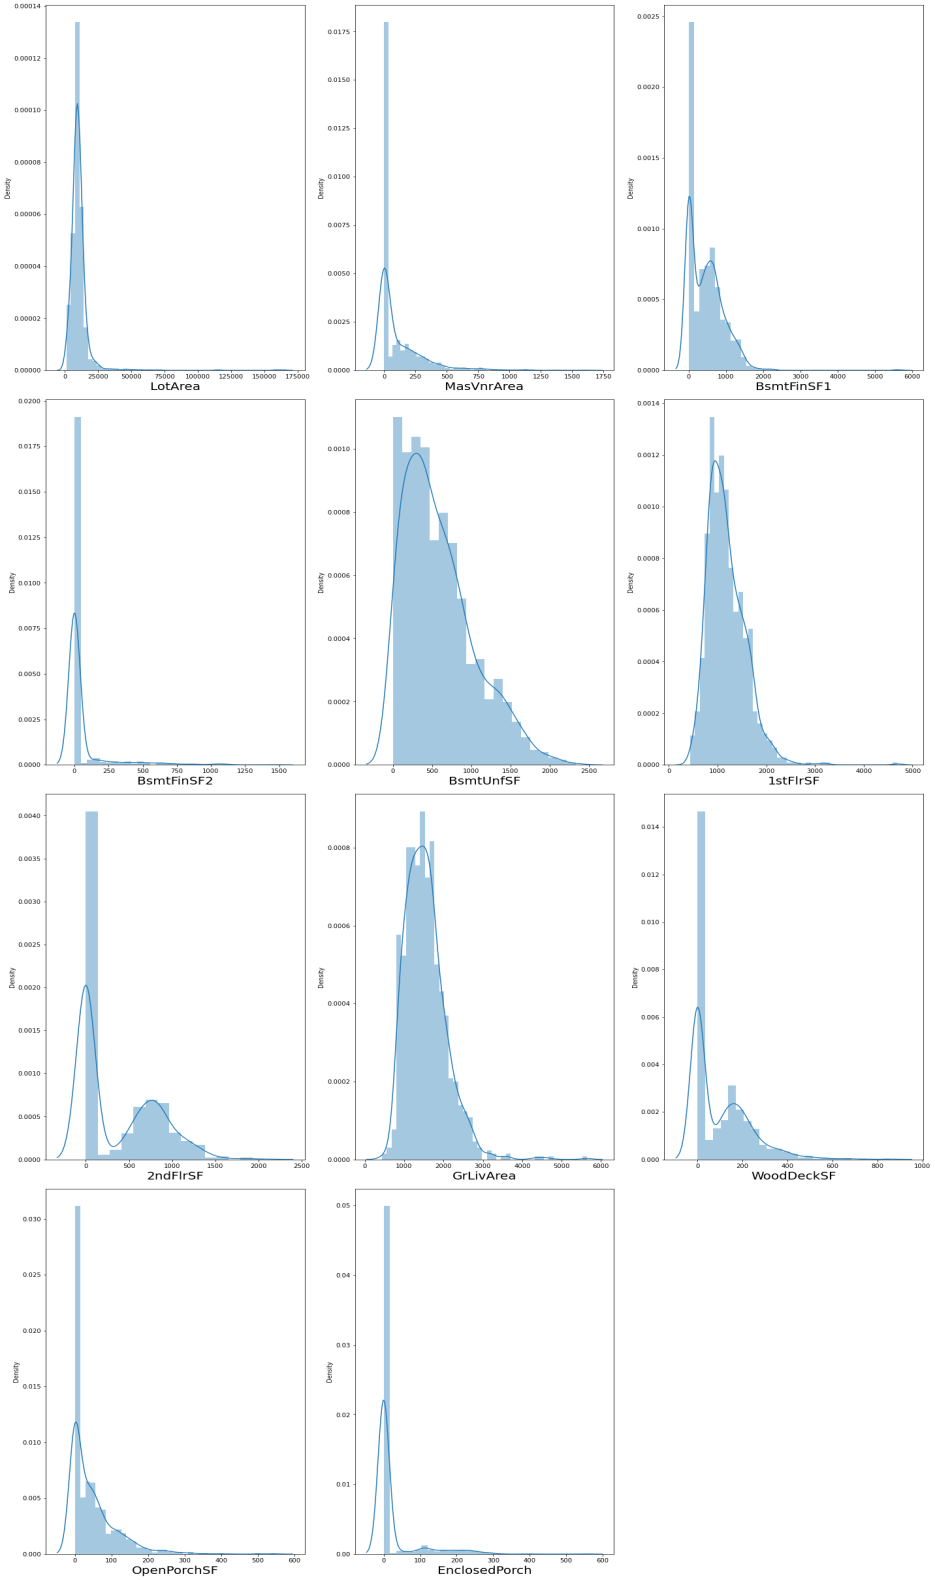 0.00014
0.00012
0.00010
0.00008
0.00006
0.00004
0.00002
0.00000
Density
0 25000 50000 75000 100000 125000 150000 175000
LotArea
0.0175
0.0150
0.0125
0.0100
0.0075
0.0050
0.0025
0.0000
Density
0 250 500 750 1000 1250 1500 1750
MasVnrArea
0.0025
0.0020
0.0015
0.0010
0.0005
0.0000
Density
0 1000 2000 3000 4000 5000 6000
BsmtFinSF1
0.0200
0.0175
0.0150
0.0125
0.0100
0.0075
0.0050
0.0025
0.0000
Density
0 250 500 750 1000 1250 1500
BsmtFinSF2
0.0010
0.0008
0.0006
0.0004
0.0002
0.0000
Density
0 500 1000 1500 2000 2500
BsmtUnfSF
0.0014
0.0012
0.0010
0.0008
0.0006
0.0004
0.0002
0.0000
Density
0 1000 2000 3000 4000 5000
1stFlrSF
0.0040
0.0035
0.0030
0.0025
0.0020
0.0015
0.0010
0.0005
0.0000
Density
0 500 1000 1500 2000 2500
2ndFlrSF
0.0008
0.0006
0.0004
0.0002
0.0000
Density
0 1000 2000 3000 4000 5000 6000
GrLivArea
0.014
0.012
0.010
0.008
0.006
0.004
0.002
0.000
Density
0 200 400 600 800 1000
WoodDeckSF
0.030
0.025
0.020
0.015
0.010
0.005
0.000
Density
0 100 200 300 400 500 600
OpenPorchSF
0.05
0.04
0.03
0.02
0.01
0.00
Density
0 100 200 300 400 500 600
EnclosedPorch